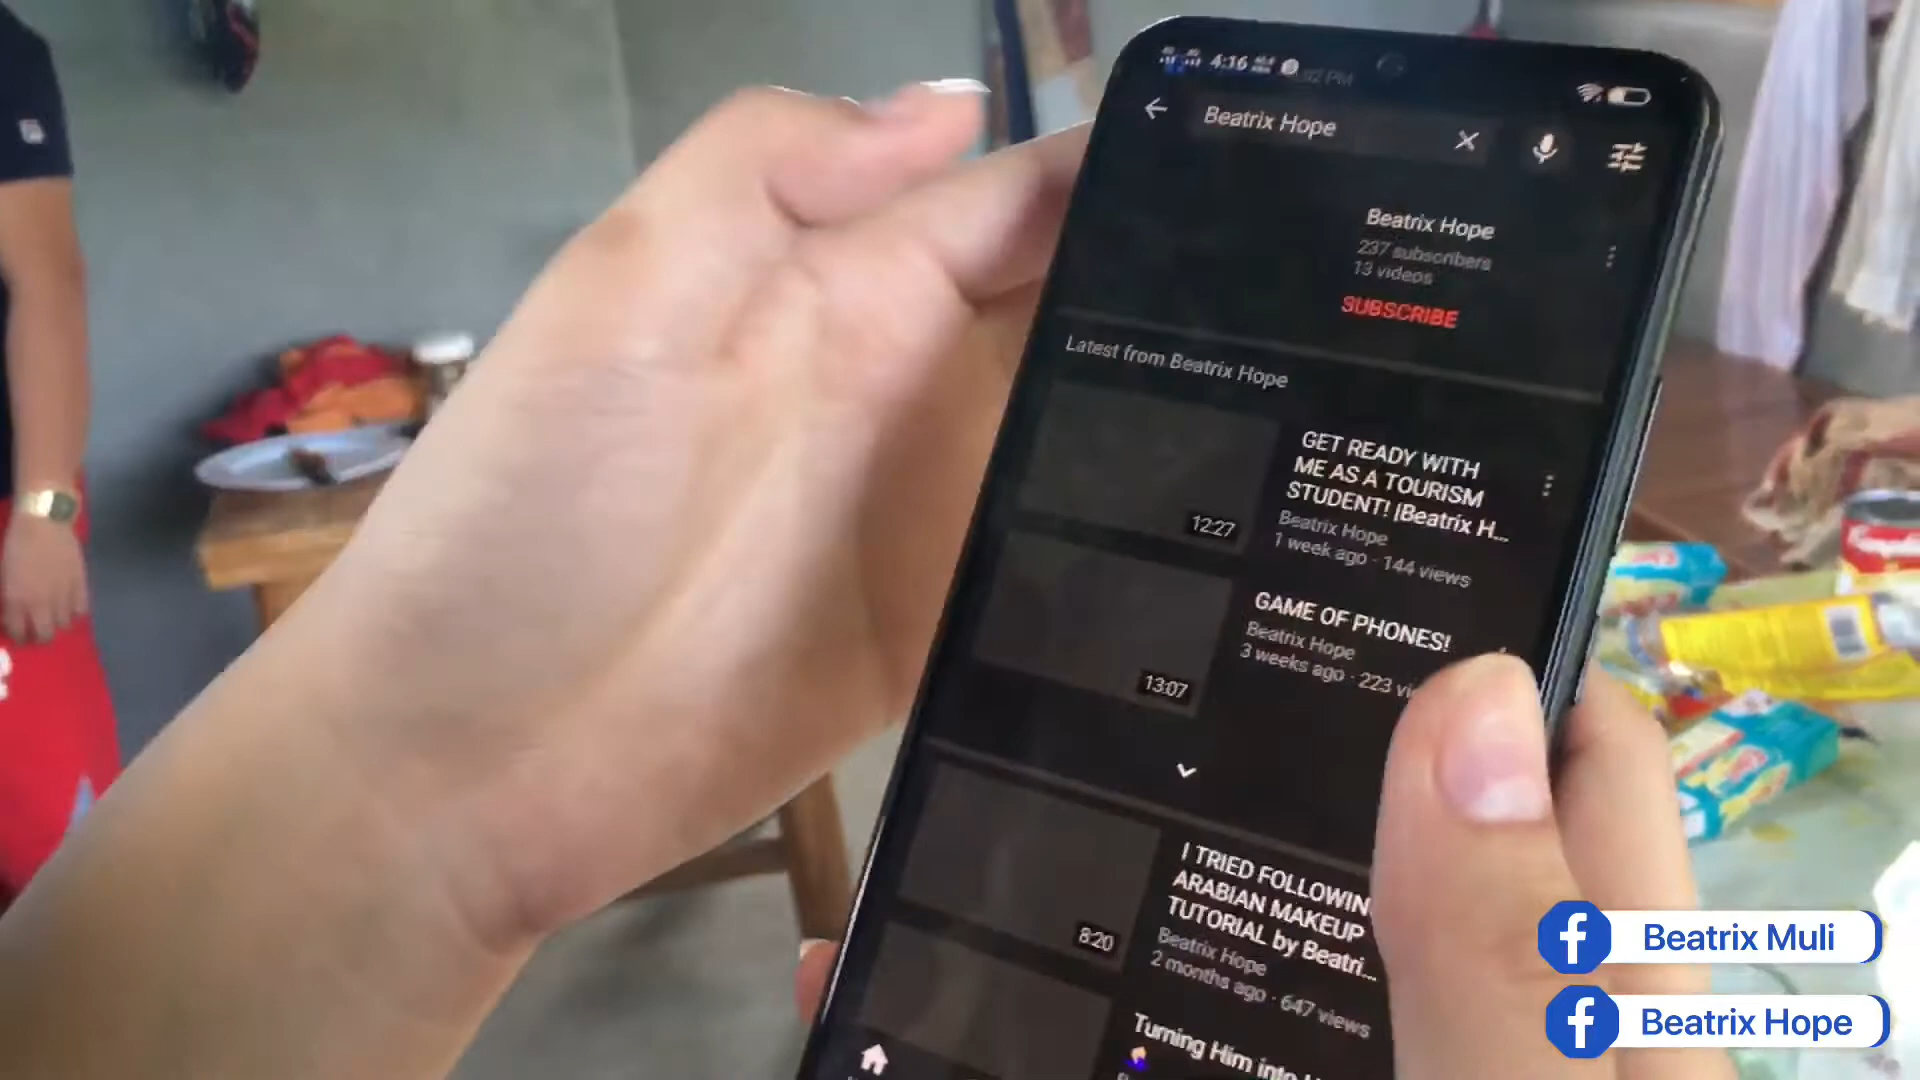 4:16
Beatrix Hope
Beatrix Hope
237 subscribers
13 videos
SUBSCRIBE
Latest from Beatrix Hope
GET READY WITH
ME AS A TOURISM
STUDENT! |Beatrix H...
Beatrix Hope
1 week ago · 144 views
12:27
GAME OF PHONES!
Beatrix Hope
3 weeks ago · 223
13:07
I TRIED
ARABIAN MAKEUP
TUTORIAL by Beatri...
Beatrix Hope
2 months ago · 647 views
8:20
Turning Him into
Beatrix Muli
Beatrix Hope